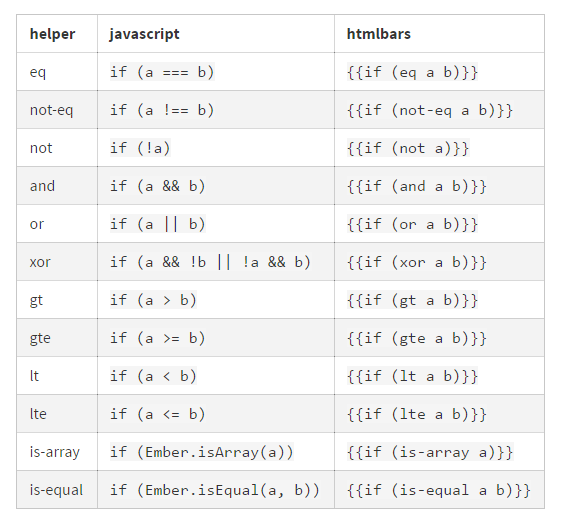 helper javascript htmlbars
eq if (a === b) {{if (eq a b)}}
not-eq if (a !== b) {{if (not-eq a b)}}
not if (!a) {{if (not a)}}
and if (a && b) {{if (and a b)}}
or if (a || b) {{if (or a b)}}
xor if (a && !b || !a && b) {{if (xor a b)}}
gt if (a > b) {{if (gt a b)}}
gte if (a >= b) {{if (gte a b)}}
lt if (a < b) {{if (lt a b)}}
lte if (a <= b) {{if (lte a b)}}
is-array if (Ember.isArray(a)) {{if (is-array a)}}
is-equal if (Ember.isEqual(a, b)) {{if (is-equal a b)}}